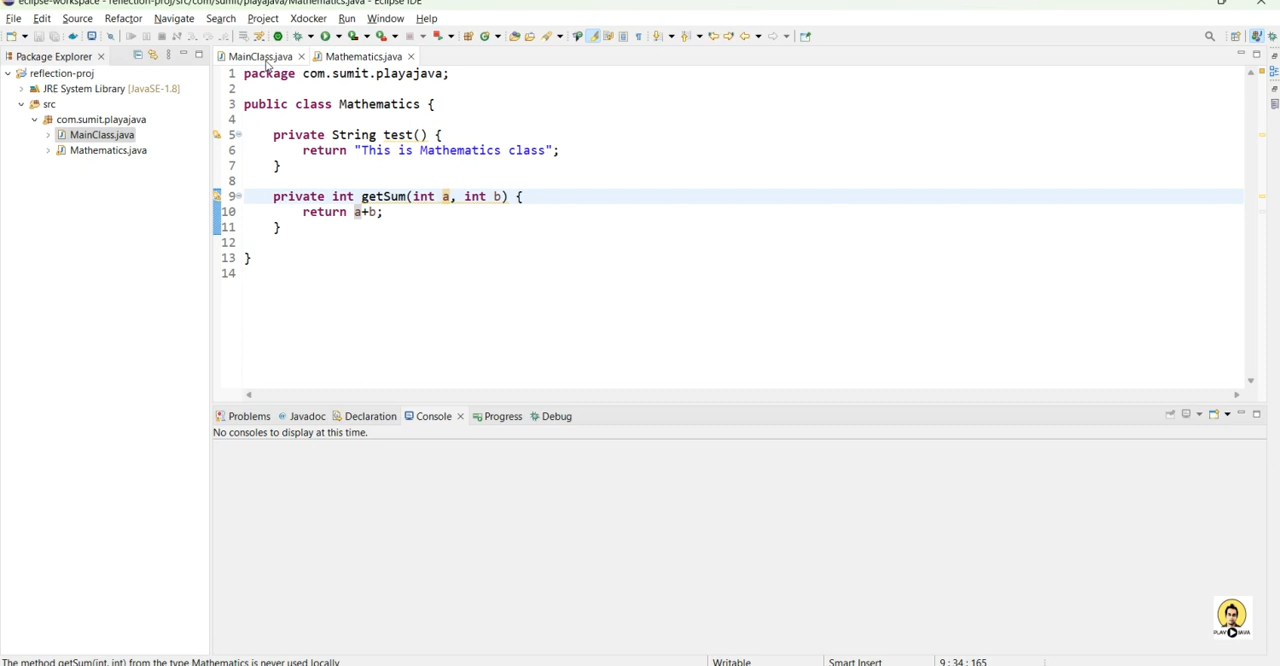 eclipse-workspace - reflection-proj/src/com/sumit/playajava/Mathematics.java - Eclipse IDE
File Edit Source Refactor Navigate Search Project Xdocker Run Window Help
Package Explorer
MainClass.java Mathematics.java
reflection-proj
JRE System Library [JavaSE-1.8]
src
com.sumit.playajava
MainClass.java
Mathematics.java
1 package com.sumit.playajava;
2
3 public class Mathematics {
4
5 private String test() {
6 return "This is Mathematics class";
7 }
8
9 private int getSum(int a, int b) {
10 return a+b;
11 }
12
13 }
14
Problems Javadoc Declaration Console Progress Debug
No consoles to display at this time.
PLAY JAVA
The method getSum(int, int) from the type Mathematics is never used locally Writable Smart Insert 9 : 34 : 165